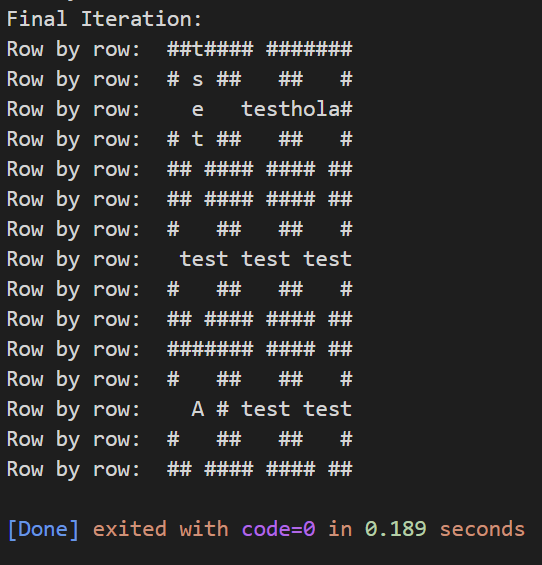 Final Iteration:
Row by row:  ##t#### #######
Row by row:  # s ##   ##   #
Row by row:    e   testhola#
Row by row:  # t ##   ##   #
Row by row:  ## #### #### ##
Row by row:  ## #### #### ##
Row by row:  #   ##   ##   #
Row by row:   test test test
Row by row:  #   ##   ##   #
Row by row:  ## #### #### ##
Row by row:  ####### #### ##
Row by row:  #   ##   ##   #
Row by row:    A # test test
Row by row:  #   ##   ##   #
Row by row:  ## #### #### ##
[Done] exited with code=0 in 0.189 seconds